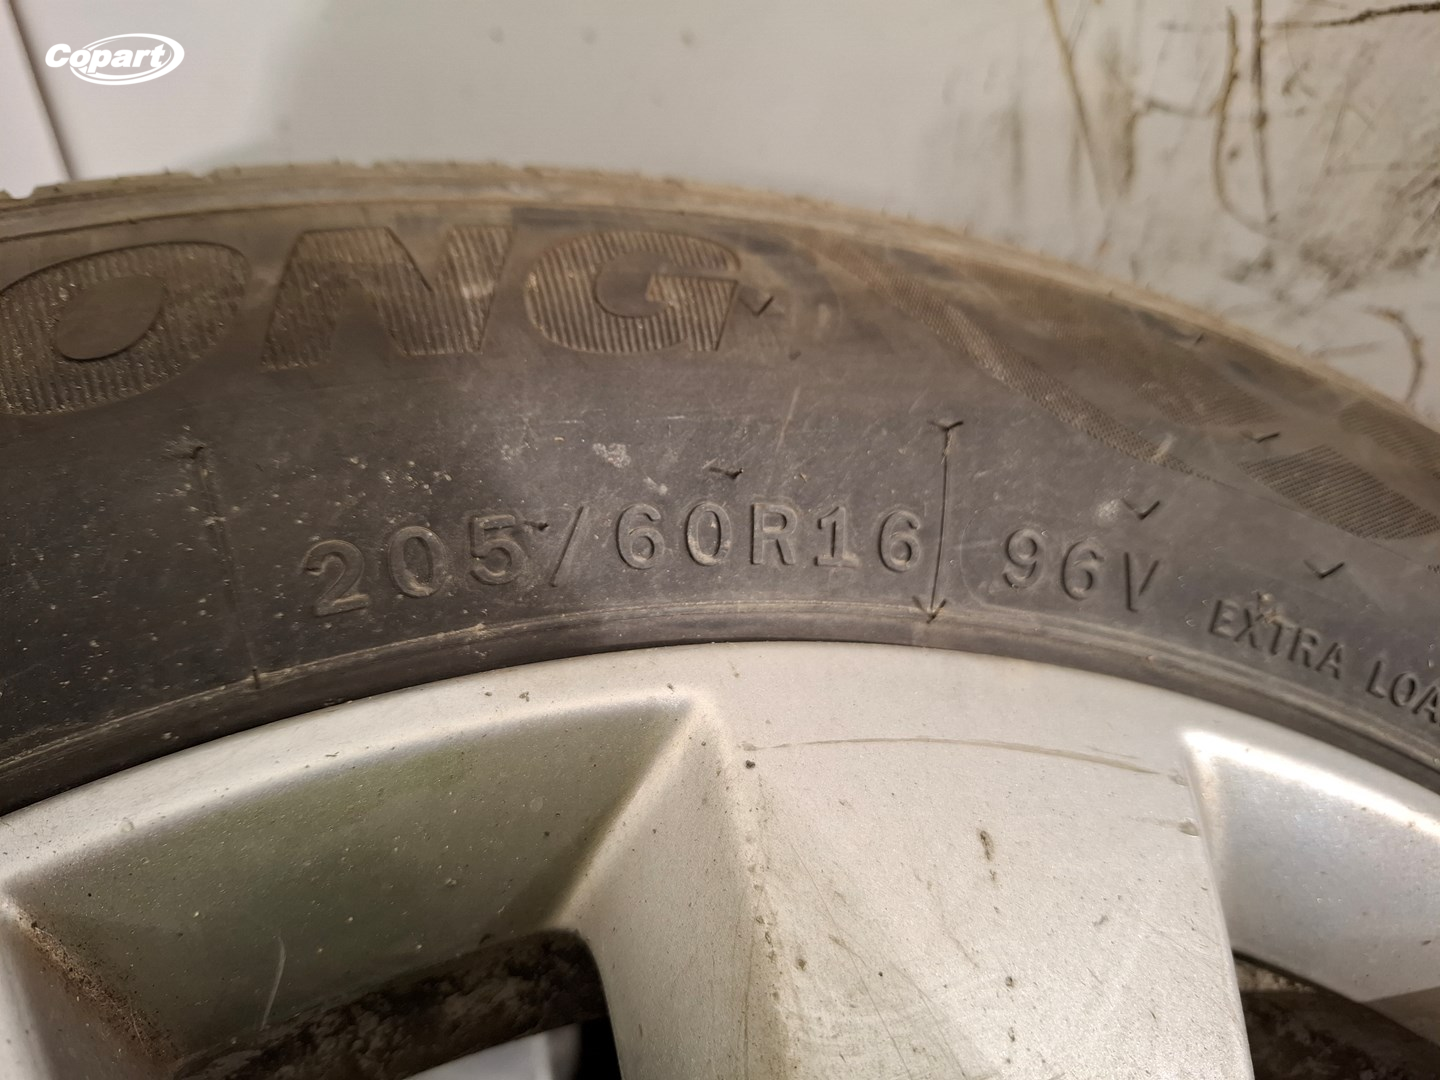 Copart
ONG
205/60R16 96V
EXTRA LOA